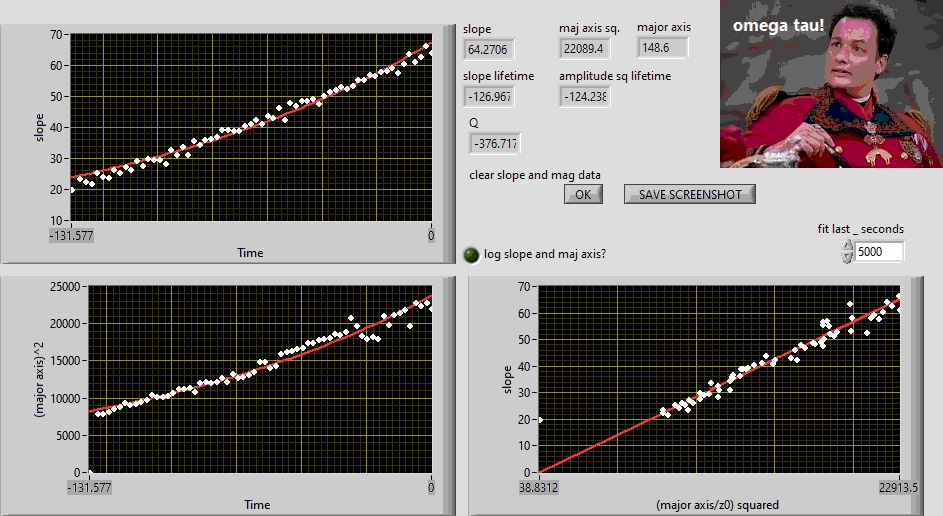 omega tau!
slope
maj axis sq.
major axis
64.2706
22089.4
148.6
slope lifetime
amplitude sq lifetime
-126.967
-124.238
Q
-376.717
clear slope and mag data
OK
SAVE SCREENSHOT
fit last _ seconds
5000
log slope and maj axis?
70
60
50
40
30
20
10
slope
-131.577
0
Time
25000
20000
15000
10000
5000
0
(major axis)^2
-131.577
0
Time
70
60
50
40
30
20
10
0
slope
38.8312
22913.5
(major axis/z0) squared